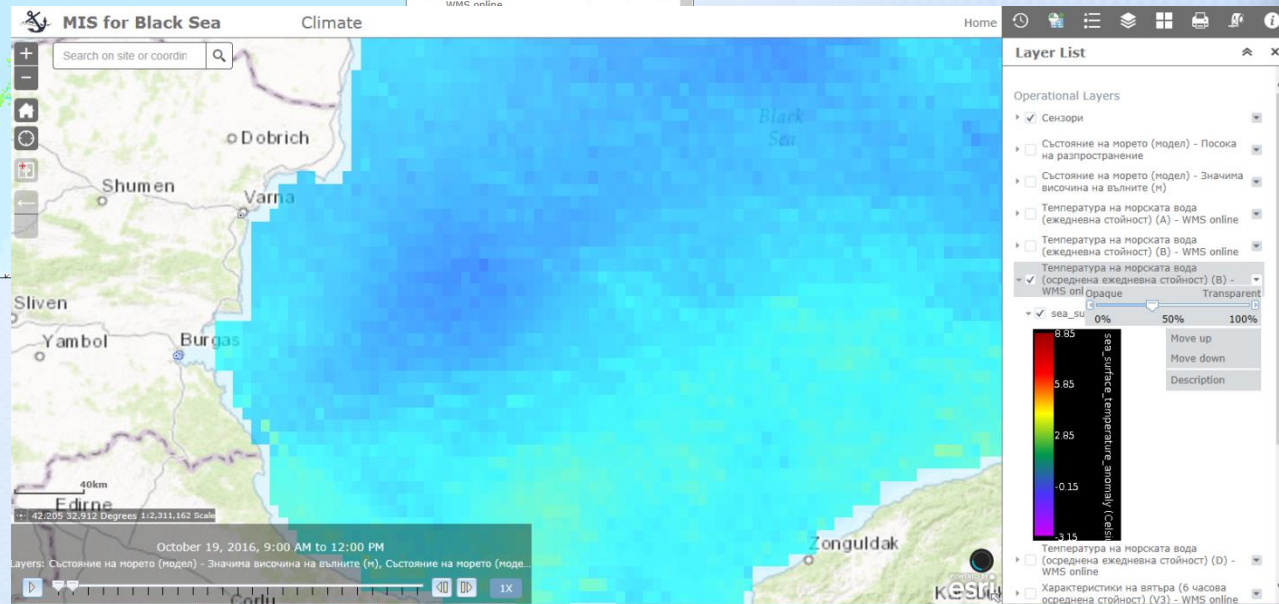 WMS online
MIS for Black Sea
Climate
Home
Search on site or coordin
Black
Sea
Dobrich
Shumen
Varna
Sliven
Yambol
Burgas
40km
Edirne
42.205 32.912 Degrees 1:2,311,162 Scale
October 19, 2016, 9:00 AM to 12:00 PM
Layers: Състояние на морето (модел) - Значима височина на вълните (м), Състояние на морето (моде...
1X
Corlu
Zonguldak
esri
Layer List
Operational Layers
Сензори
Състояние на морето (модел) - Посока
на разпространение
Състояние на морето (модел) - Значима
височина на вълните (м)
Температура на морската вода
(ежедневна стойност) (A) - WMS online
Температура на морската вода
(ежедневна стойност) (B) - WMS online
Температура на морската вода
(осреднена ежедневна стойност) (B) -
WMS onl
Opaque Transparent
0% 50% 100%
sea_su
Move up
Move down
Description
8.85
5.85
2.85
-0.15
-3.15
sea_surface_temperature_anomaly (Celsiu
Температура на морската вода
(осреднена ежедневна стойност) (D) -
WMS online
Характеристики на вятъра (6 часова
осреднена стойност) (V3) - WMS online